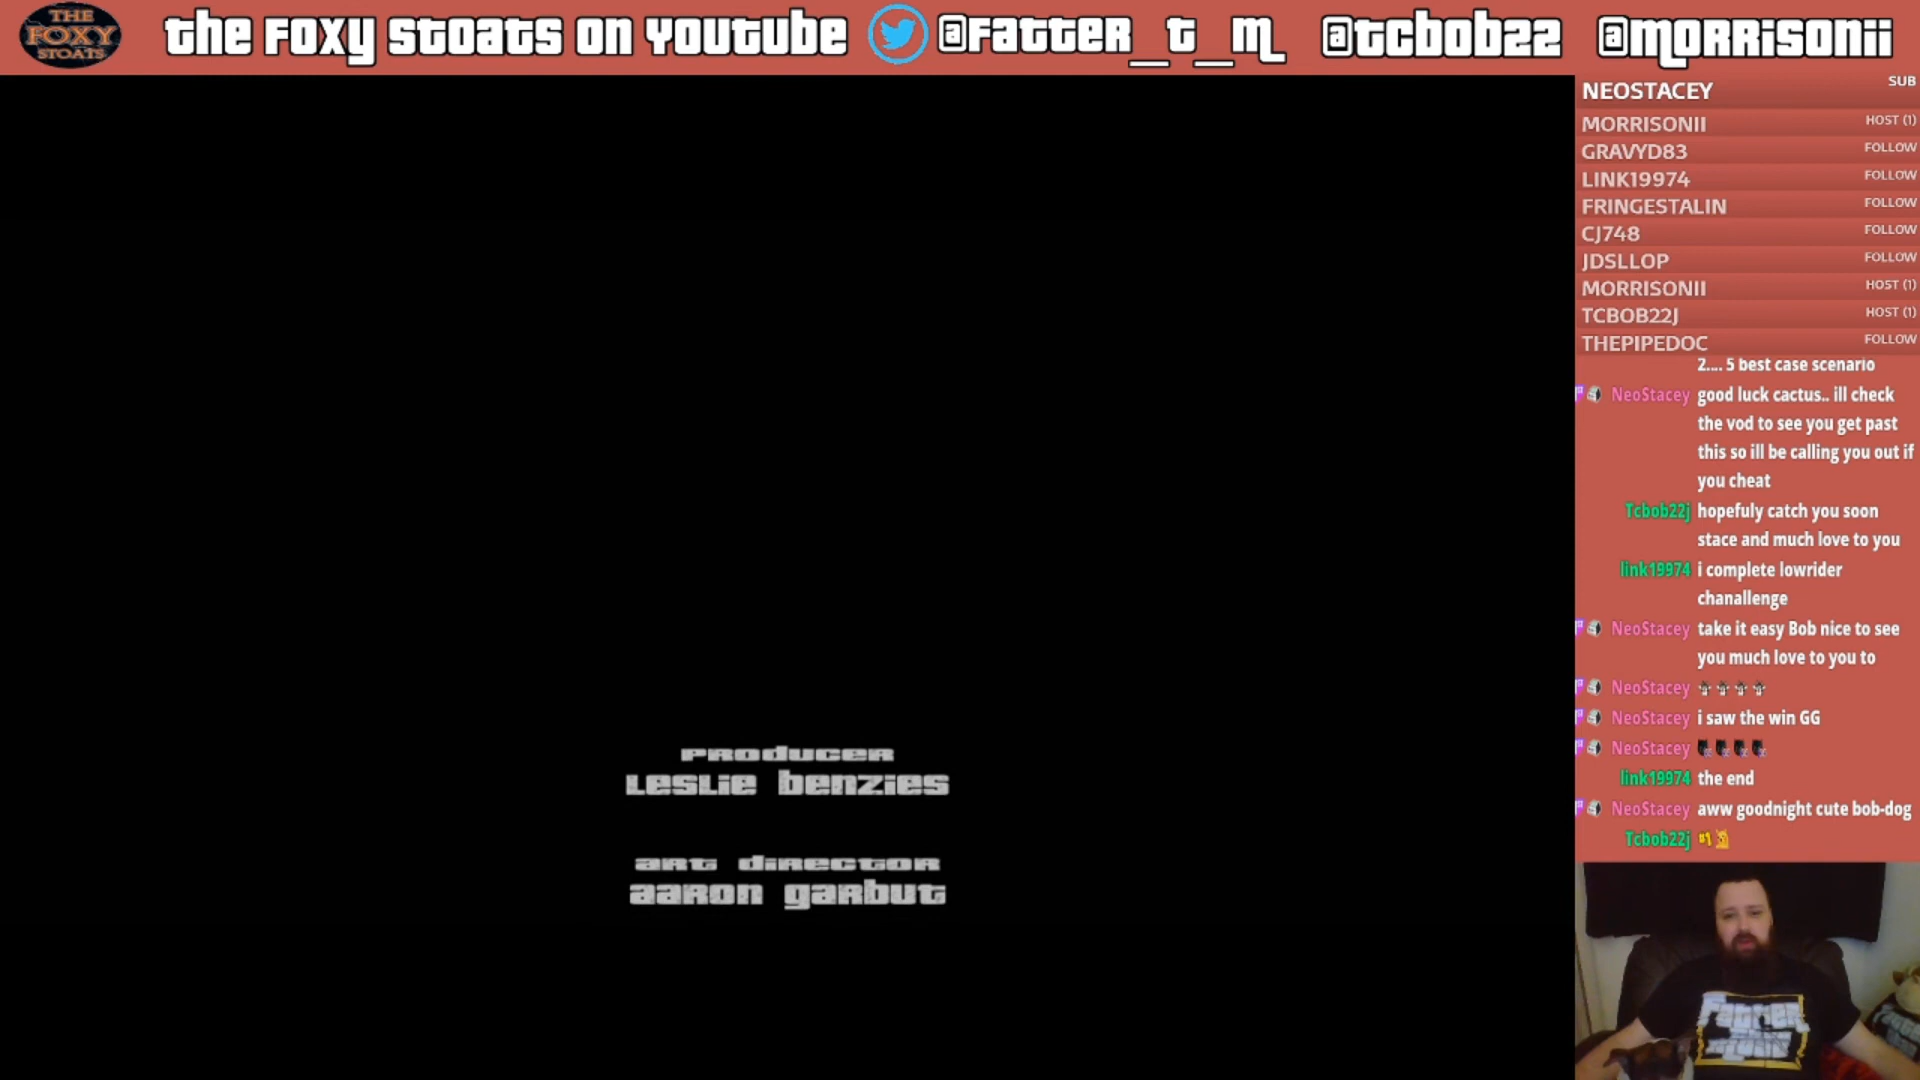 THE
FOXY
STOATS
the Foxy Stoats on Youtube
@Fatter_t_m
@tcbob22
@morrisonii
NEOSTACEY SUB
MORRISONII HOST (1)
GRAVYD83 FOLLOW
LINK19974 FOLLOW
FRINGESTALIN FOLLOW
CJ748 FOLLOW
JDSLLOP FOLLOW
MORRISONII HOST (1)
TCBOB22J HOST (1)
THEPIPEDOC FOLLOW
2.... 5 best case scenario
NeoStacey good luck cactus.. ill check
the vod to see you get past
this so ill be calling you out if
you cheat
Tcbob22j hopefuly catch you soon
stace and much love to you
link19974 i complete lowrider
chanallenge
NeoStacey take it easy Bob nice to see
you much love to you to
NeoStacey
NeoStacey i saw the win GG
NeoStacey
link19974 the end
NeoStacey aww goodnight cute bob-dog
Tcbob22j #1
Producer
Leslie Benzies
Art Director
Aaron Garbut